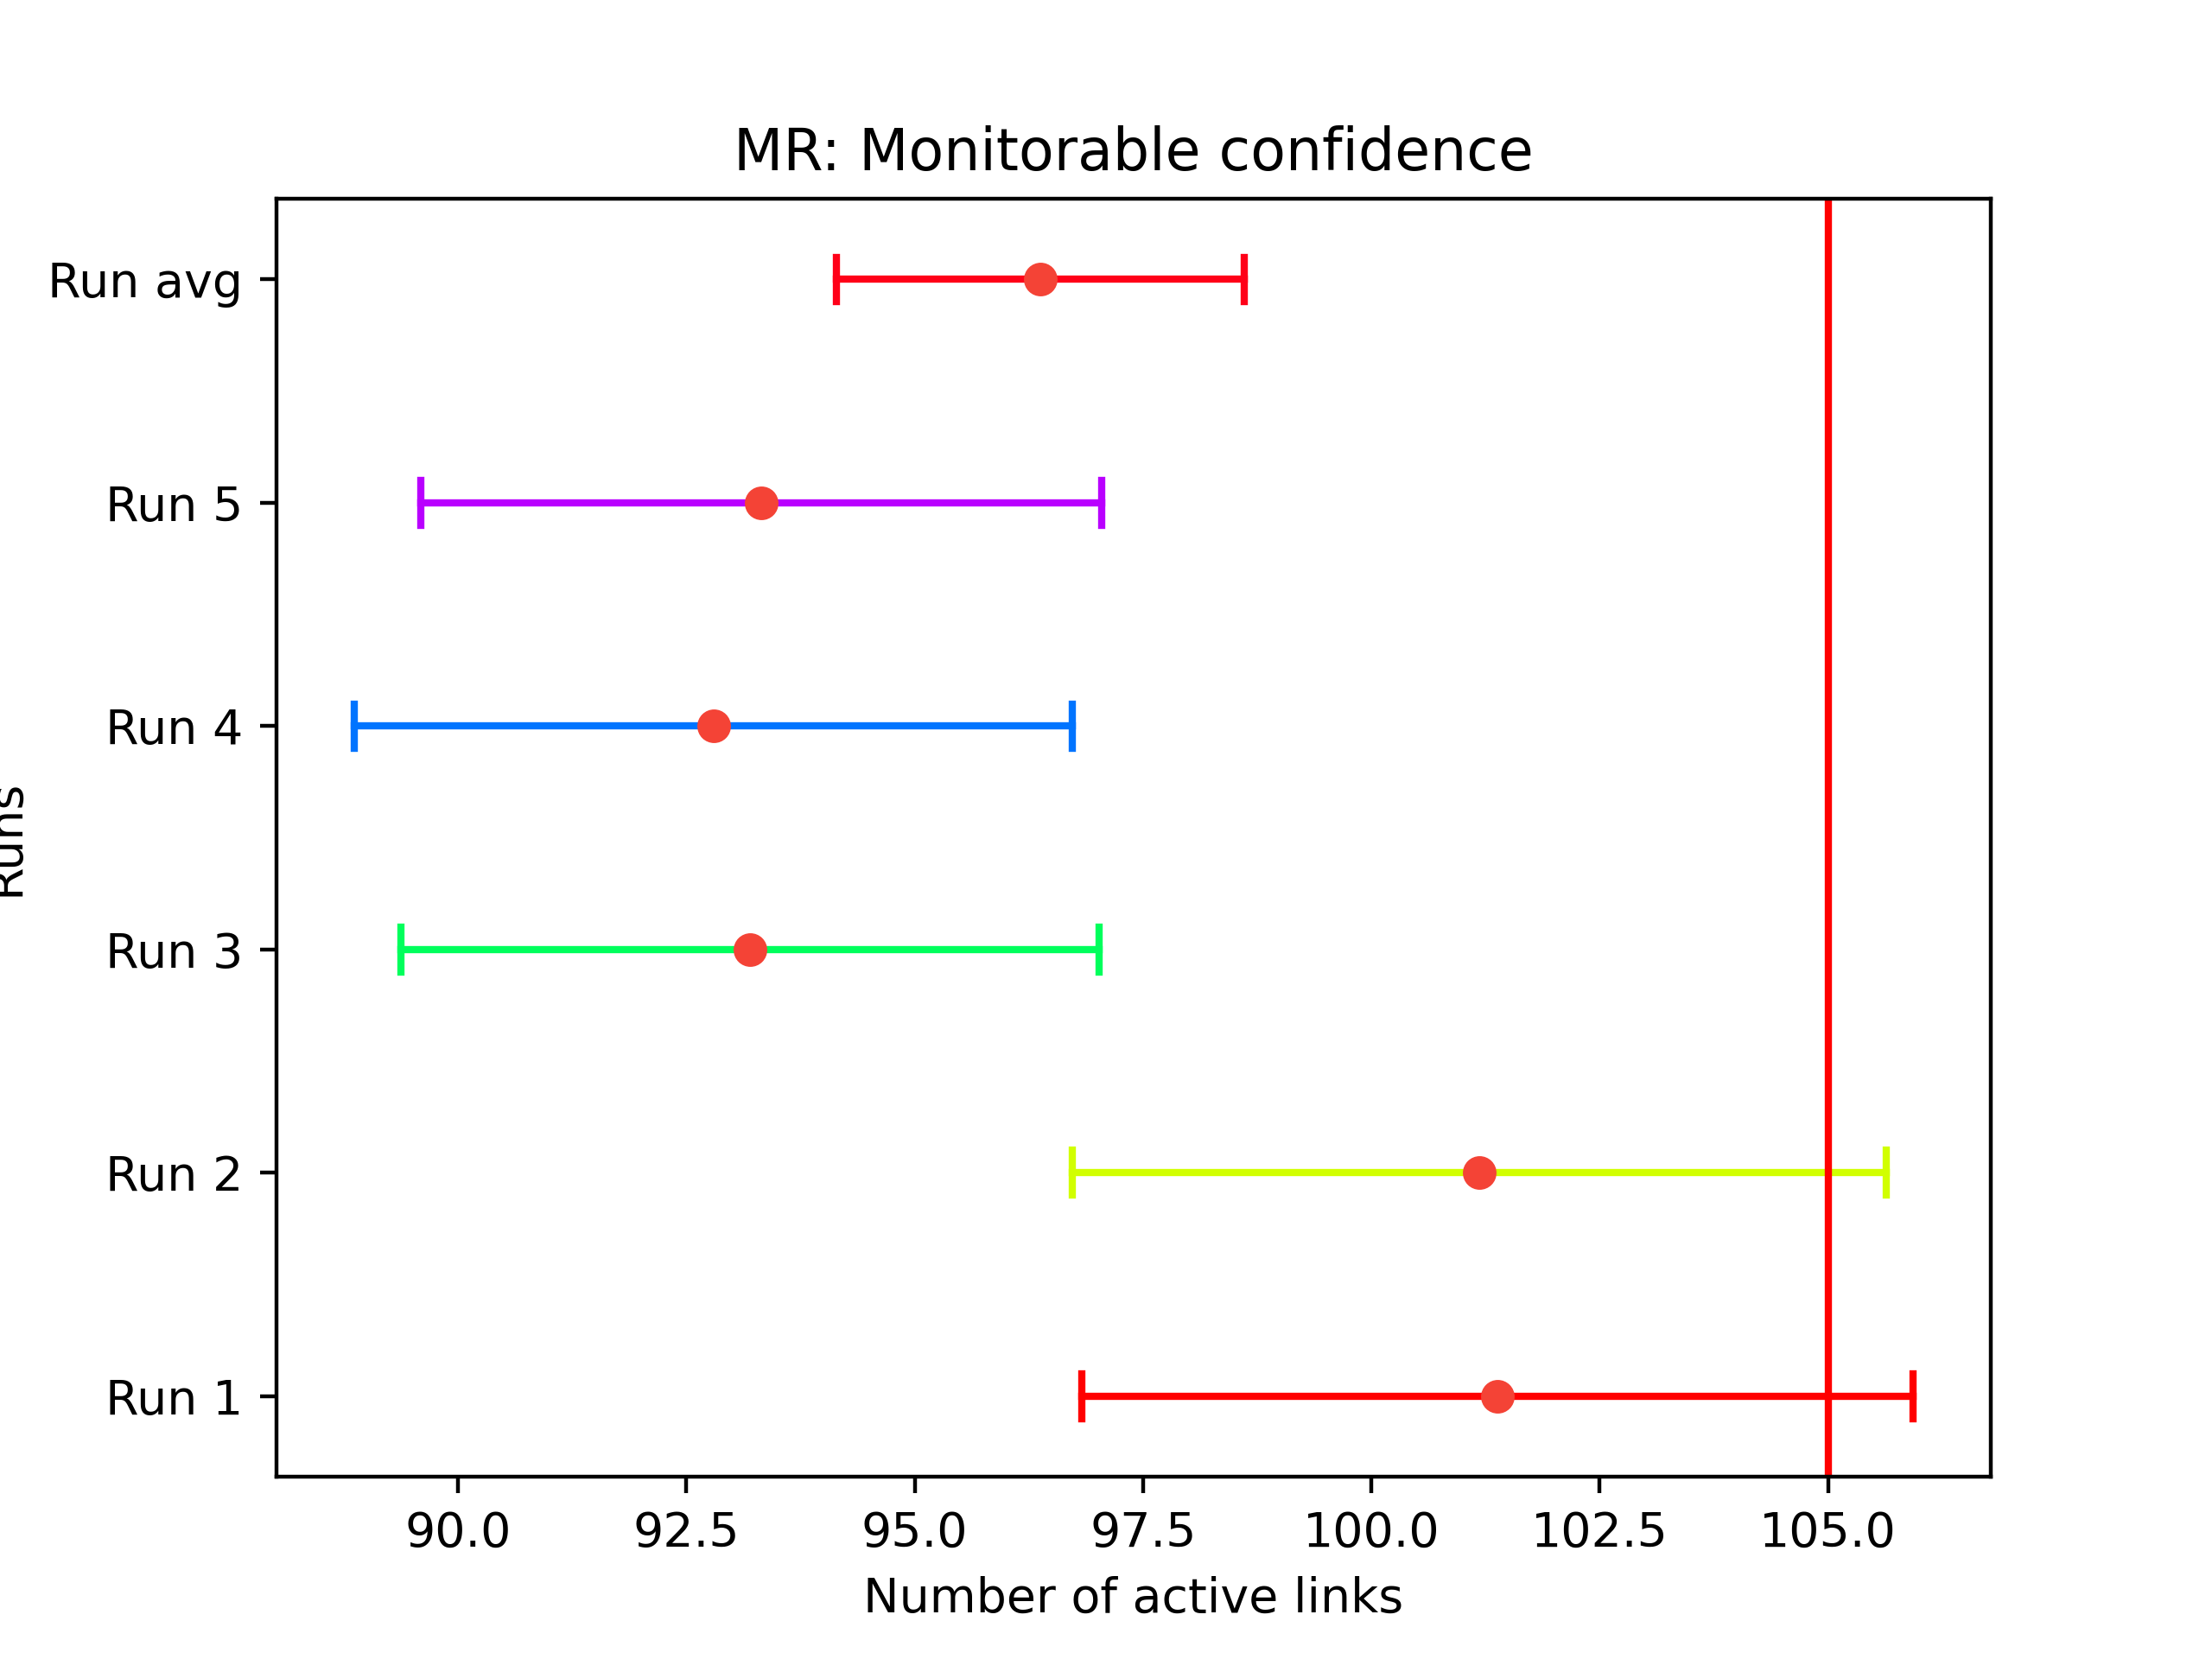 MR: Monitorable confidence
Run avg
Run 5
Run 4
Runs
Run 3
Run 2
Run 1
90.0 92.5 95.0 97.5 100.0 102.5 105.0
Number of active links